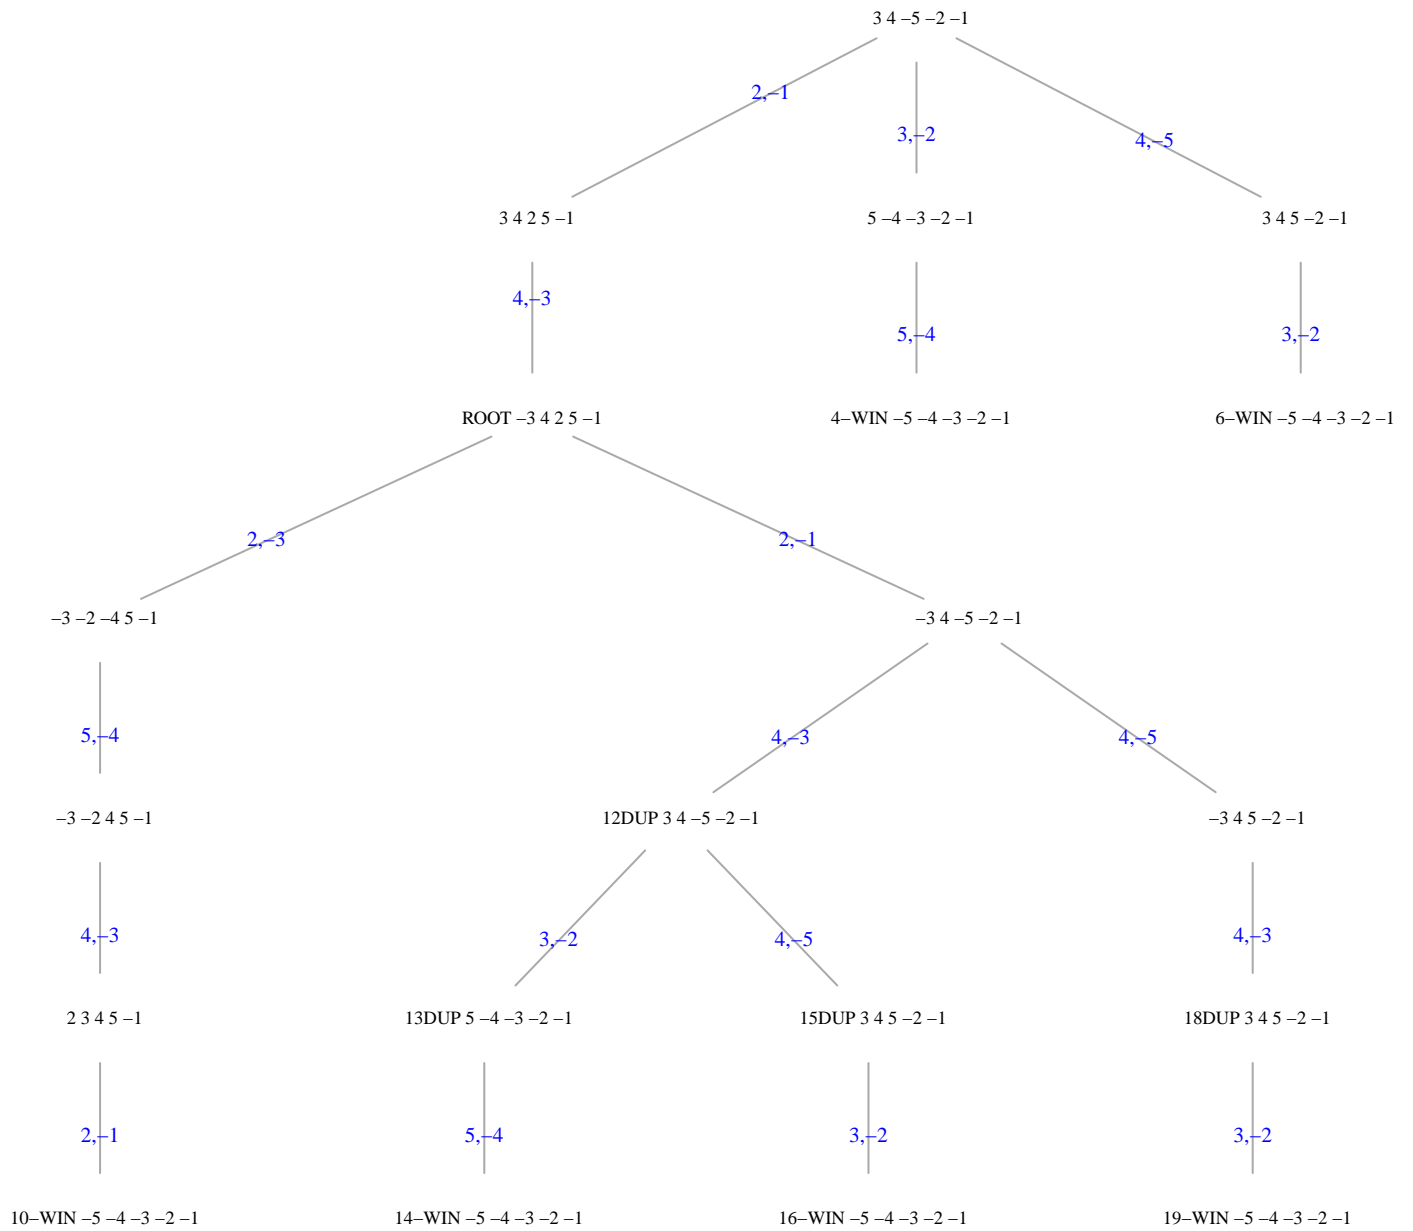 3 4 –5 –2 –1
2,–1
3,–2
4,–5
3 4 2 5 –1
5 –4 –3 –2 –1
3 4 5 –2 –1
4,–3
5,–4
3,–2
ROOT –3 4 2 5 –1
4–WIN –5 –4 –3 –2 –1
6–WIN –5 –4 –3 –2 –1
2,–3
2,–1
–3 –2 –4 5 –1
–3 4 –5 –2 –1
5,–4
4,–3
4,–5
–3 –2 4 5 –1
12DUP 3 4 –5 –2 –1
–3 4 5 –2 –1
4,–3
3,–2
4,–5
4,–3
2 3 4 5 –1
13DUP 5 –4 –3 –2 –1
15DUP 3 4 5 –2 –1
18DUP 3 4 5 –2 –1
2,–1
5,–4
3,–2
3,–2
10–WIN –5 –4 –3 –2 –1
14–WIN –5 –4 –3 –2 –1
16–WIN –5 –4 –3 –2 –1
19–WIN –5 –4 –3 –2 –1